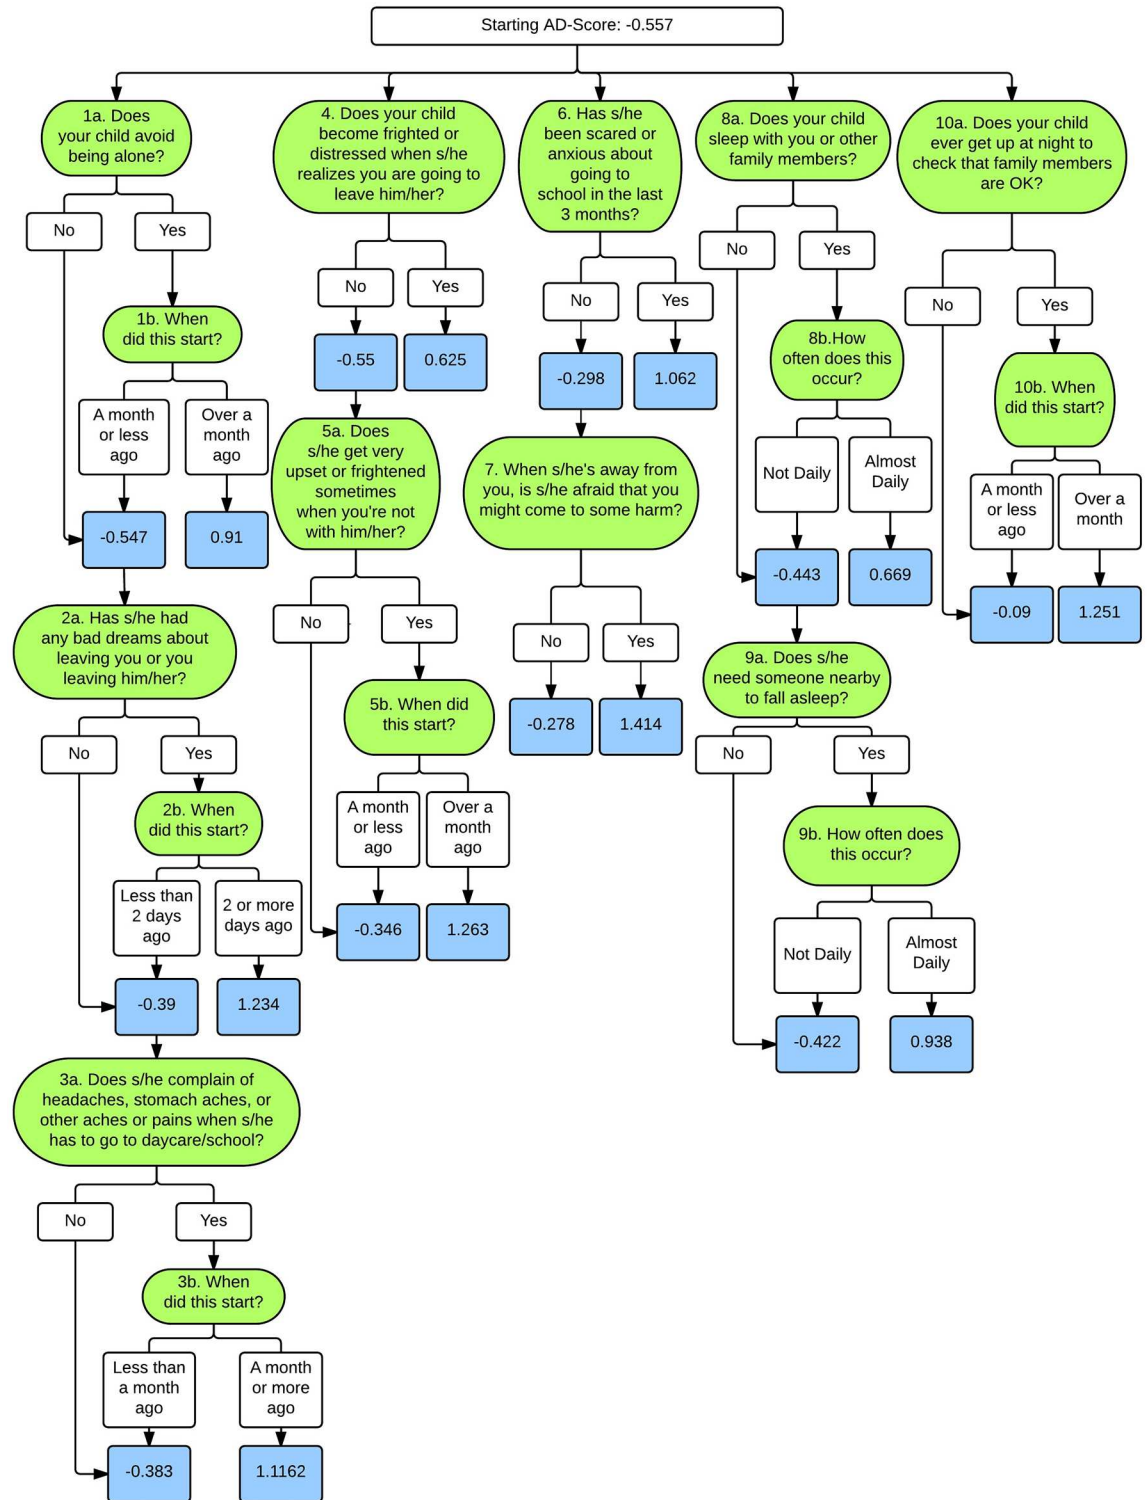 Starting AD-Score: -0.557
1a. Does
your child avoid
being alone?
No
Yes
1b. When
did this start?
A month
or less
ago
Over a
month
ago
-0.547
0.91
2a. Has s/he had
any bad dreams about
leaving you or you
leaving him/her?
No
Yes
2b. When
did this start?
Less than
2 days
ago
2 or more
days ago
-0.39
1.234
3a. Does s/he complain of
headaches, stomach aches, or
other aches or pains when s/he
has to go to daycare/school?
No
Yes
3b. When
did this start?
Less than
a month
ago
A month
or more
ago
-0.383
1.1162
4. Does your child
become frighted or
distressed when s/he
realizes you are going to
leave him/her?
No
Yes
-0.55
0.625
5a. Does
s/he get very
upset or frightened
sometimes
when you're not
with him/her?
No
Yes
5b. When did
this start?
A month
or less
ago
Over a
month
ago
-0.346
1.263
6. Has s/he
been scared or
anxious about
going to
school in the last
3 months?
No
Yes
-0.298
1.062
7. When s/he's away from
you, is s/he afraid that you
might come to some harm?
No
Yes
-0.278
1.414
8a. Does your child
sleep with you or other
family members?
No
Yes
8b.How
often does this
occur?
Not Daily
Almost
Daily
-0.443
0.669
9a. Does s/he
need someone nearby
to fall asleep?
No
Yes
9b. How often does
this occur?
Not Daily
Almost
Daily
-0.422
0.938
10a. Does your child
ever get up at night to
check that family members
are OK?
No
Yes
10b. When
did this start?
A month
or less
ago
Over a
month
-0.09
1.251